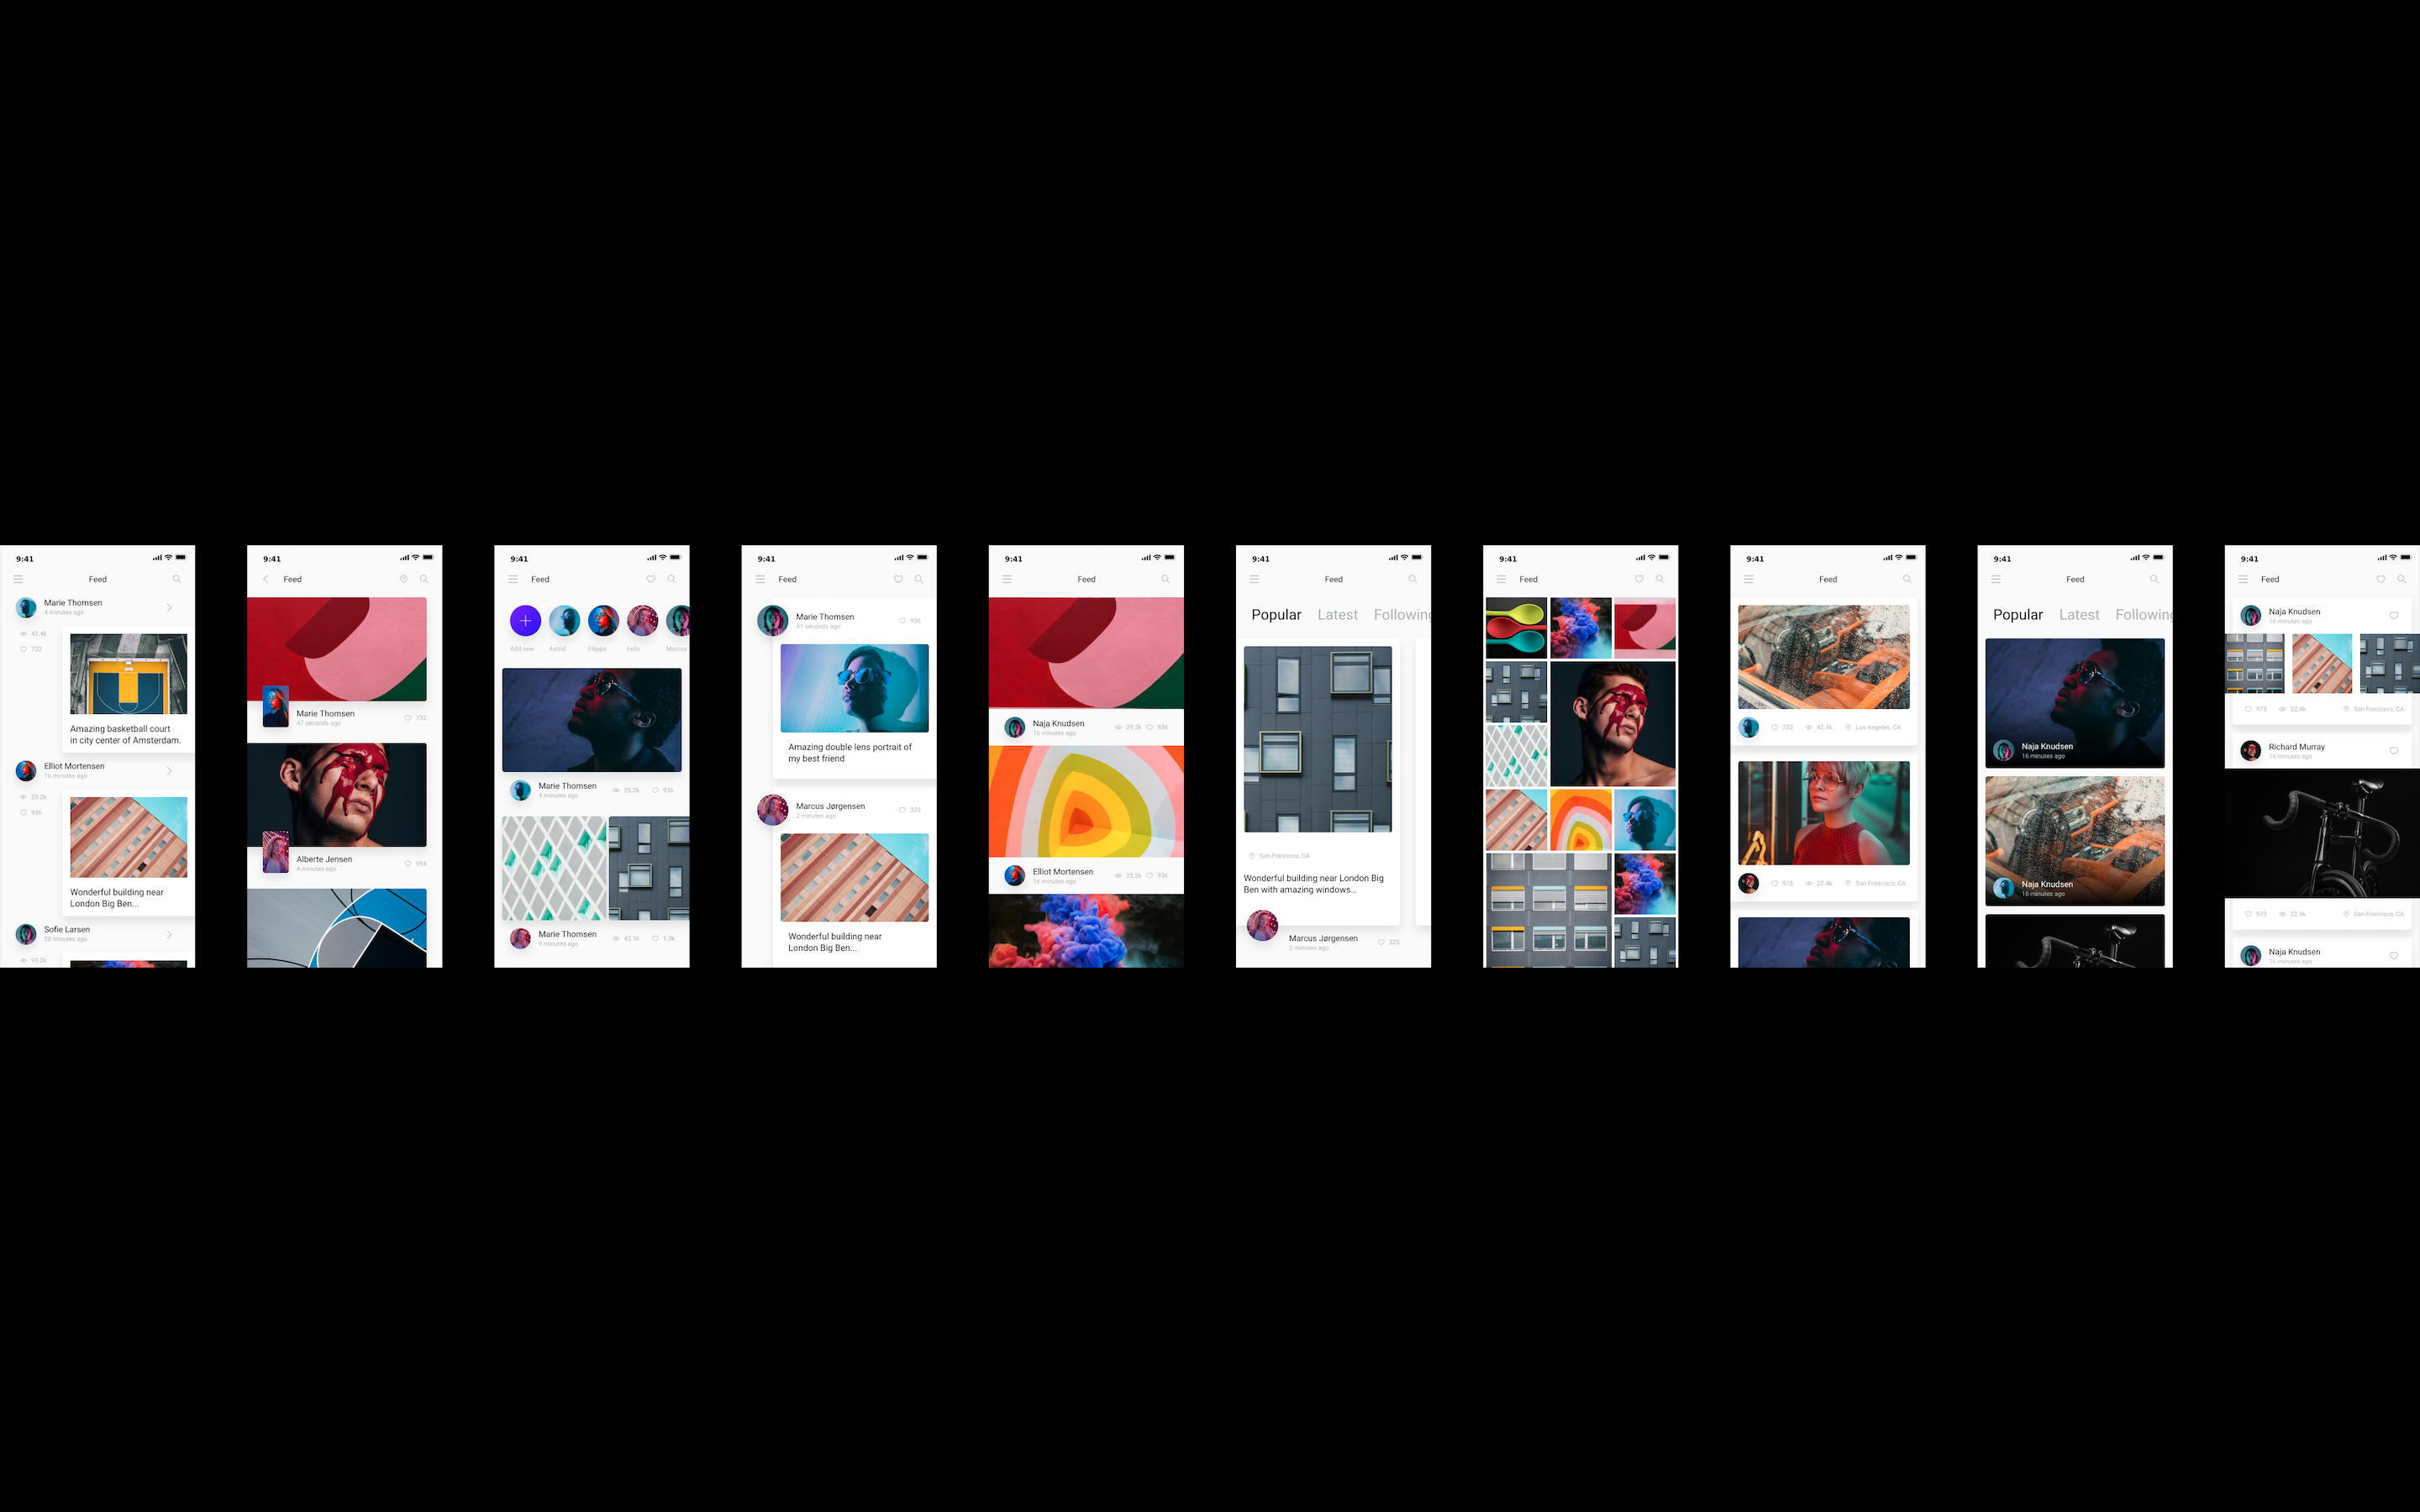 9:41
Feed
Marie Thomsen
4 minutes ago
42.4k
732
Amazing basketball court
in city center of Amsterdam.
Elliot Mortensen
16 minutes ago
25.2k
936
Wonderful building near
London Big Ben...
Sofie Larsen
28 minutes ago
93.2k
9:41
Feed
Marie Thomsen
47 seconds ago
732
Alberte Jensen
4 minutes ago
954
9:41
Feed
Add new
Astrid
Filippa
Felix
Marcus
Marie Thomsen
4 minutes ago
25.2k
936
Marie Thomsen
9 minutes ago
42.1k
1.3k
9:41
Feed
Marie Thomsen
47 seconds ago
936
Amazing double lens portrait of
my best friend
Marcus Jørgensen
2 minutes ago
325
Wonderful building near
London Big Ben...
9:41
Feed
Naja Knudsen
16 minutes ago
25.2k
936
Elliot Mortensen
16 minutes ago
25.2k
936
9:41
Feed
Popular Latest Following
San Francisco, CA
Wonderful building near London Big
Ben with amazing windows...
Marcus Jørgensen
2 minutes ago
325
9:41
Feed
9:41
Feed
732
42.4k
Los Angeles, CA
973
22.4k
San Francisco, CA
9:41
Feed
Popular Latest Following
Naja Knudsen
16 minutes ago
Naja Knudsen
16 minutes ago
9:41
Feed
Naja Knudsen
16 minutes ago
973
22.4k
San Francisco, CA
Richard Murray
16 minutes ago
973
22.4k
San Francisco, CA
Naja Knudsen
16 minutes ago